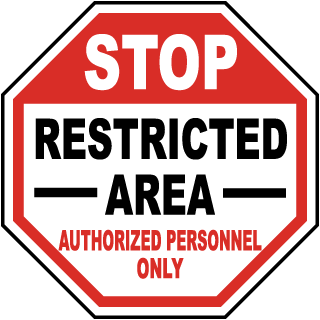 STOP
RESTRICTED
AREA
AUTHORIZED PERSONNEL
ONLY